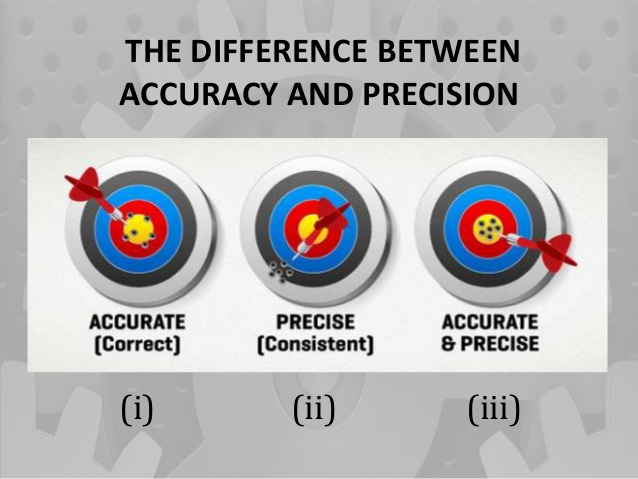 THE DIFFERENCE BETWEEN
ACCURACY AND PRECISION
ACCURATE
(Correct)
PRECISE
(Consistent)
ACCURATE
& PRECISE
(i)
(ii)
(iii)